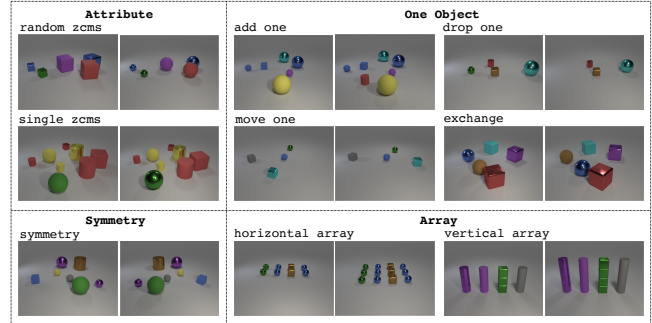 Attribute
One Object
random zcms
add one
drop one
single zcms
move one
exchange
Symmetry
Array
symmetry
horizontal array
vertical array